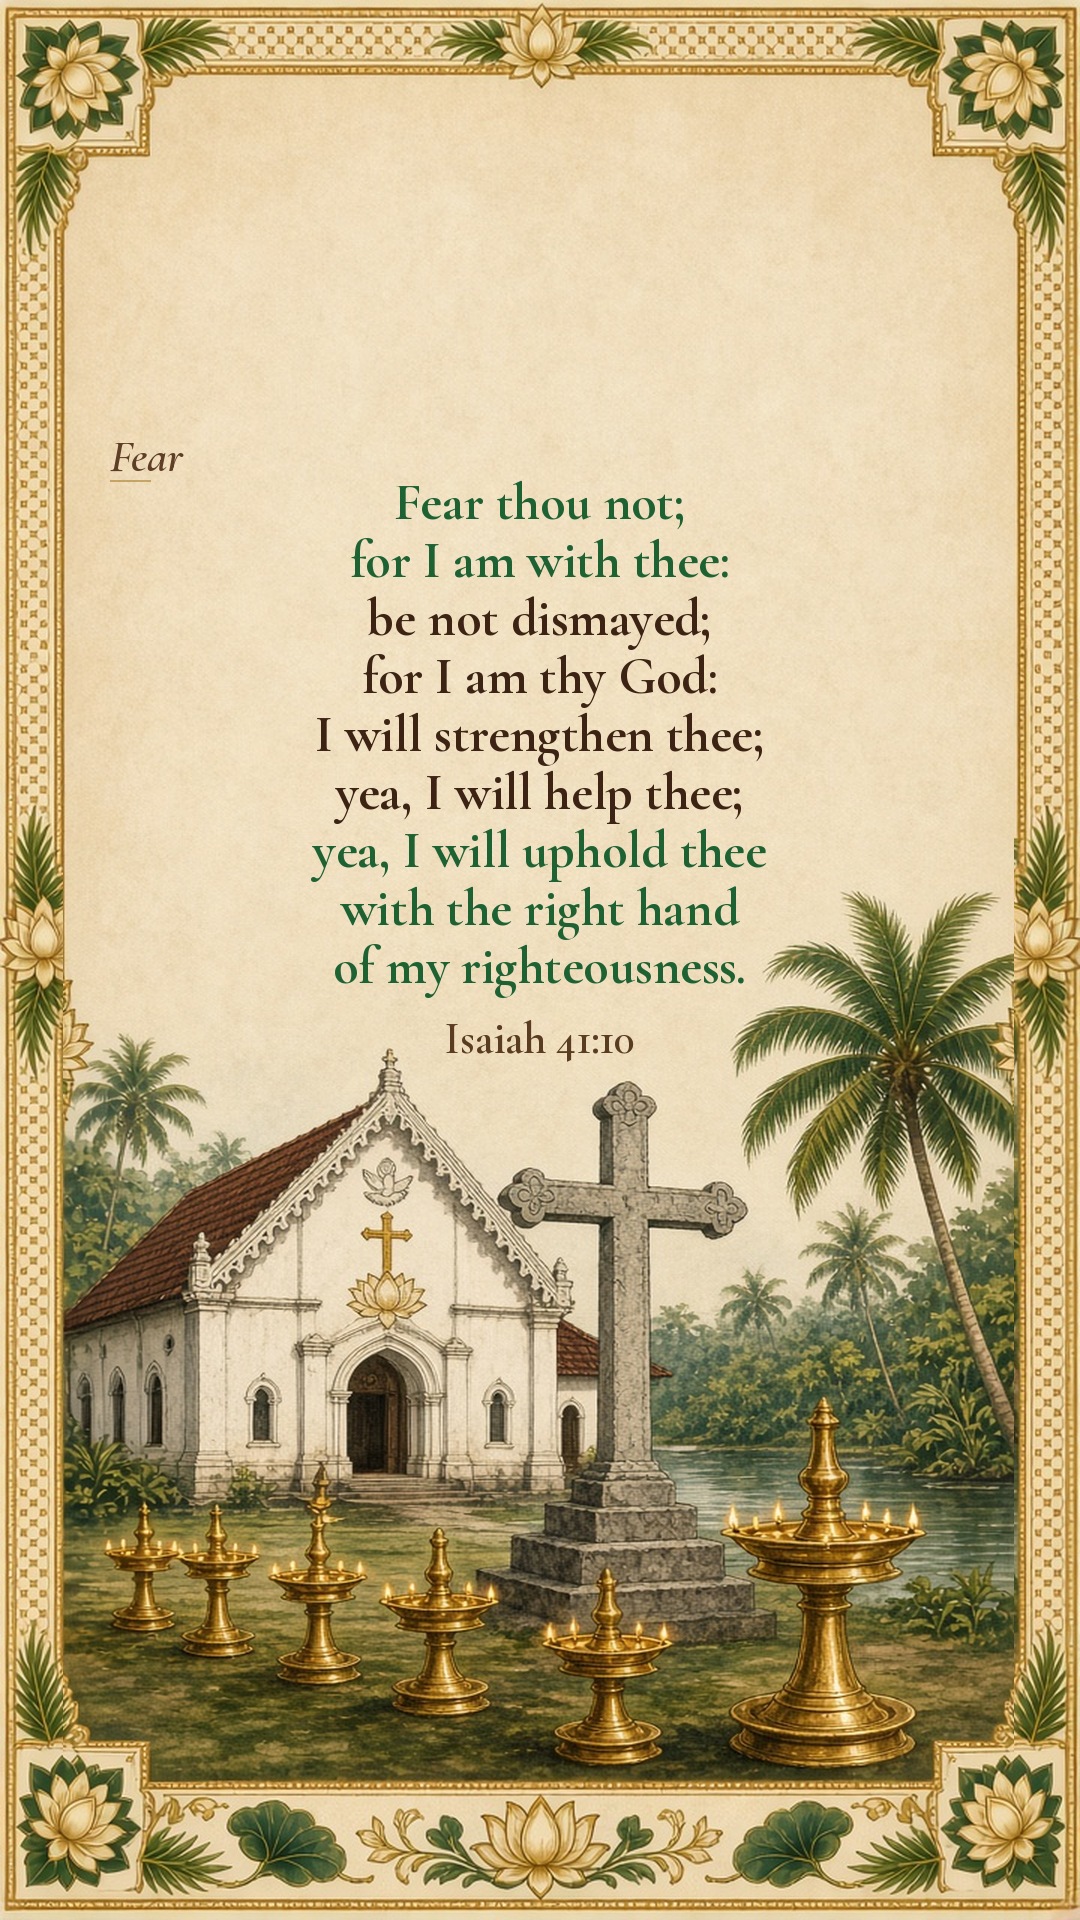 Fear
Fear thou not;
for I am with thee:
be not dismayed;
for I am thy God:
I will strengthen thee;
yea, I will help thee;
yea, I will uphold thee
with the right hand
of my righteousness.
Isaiah 41:10